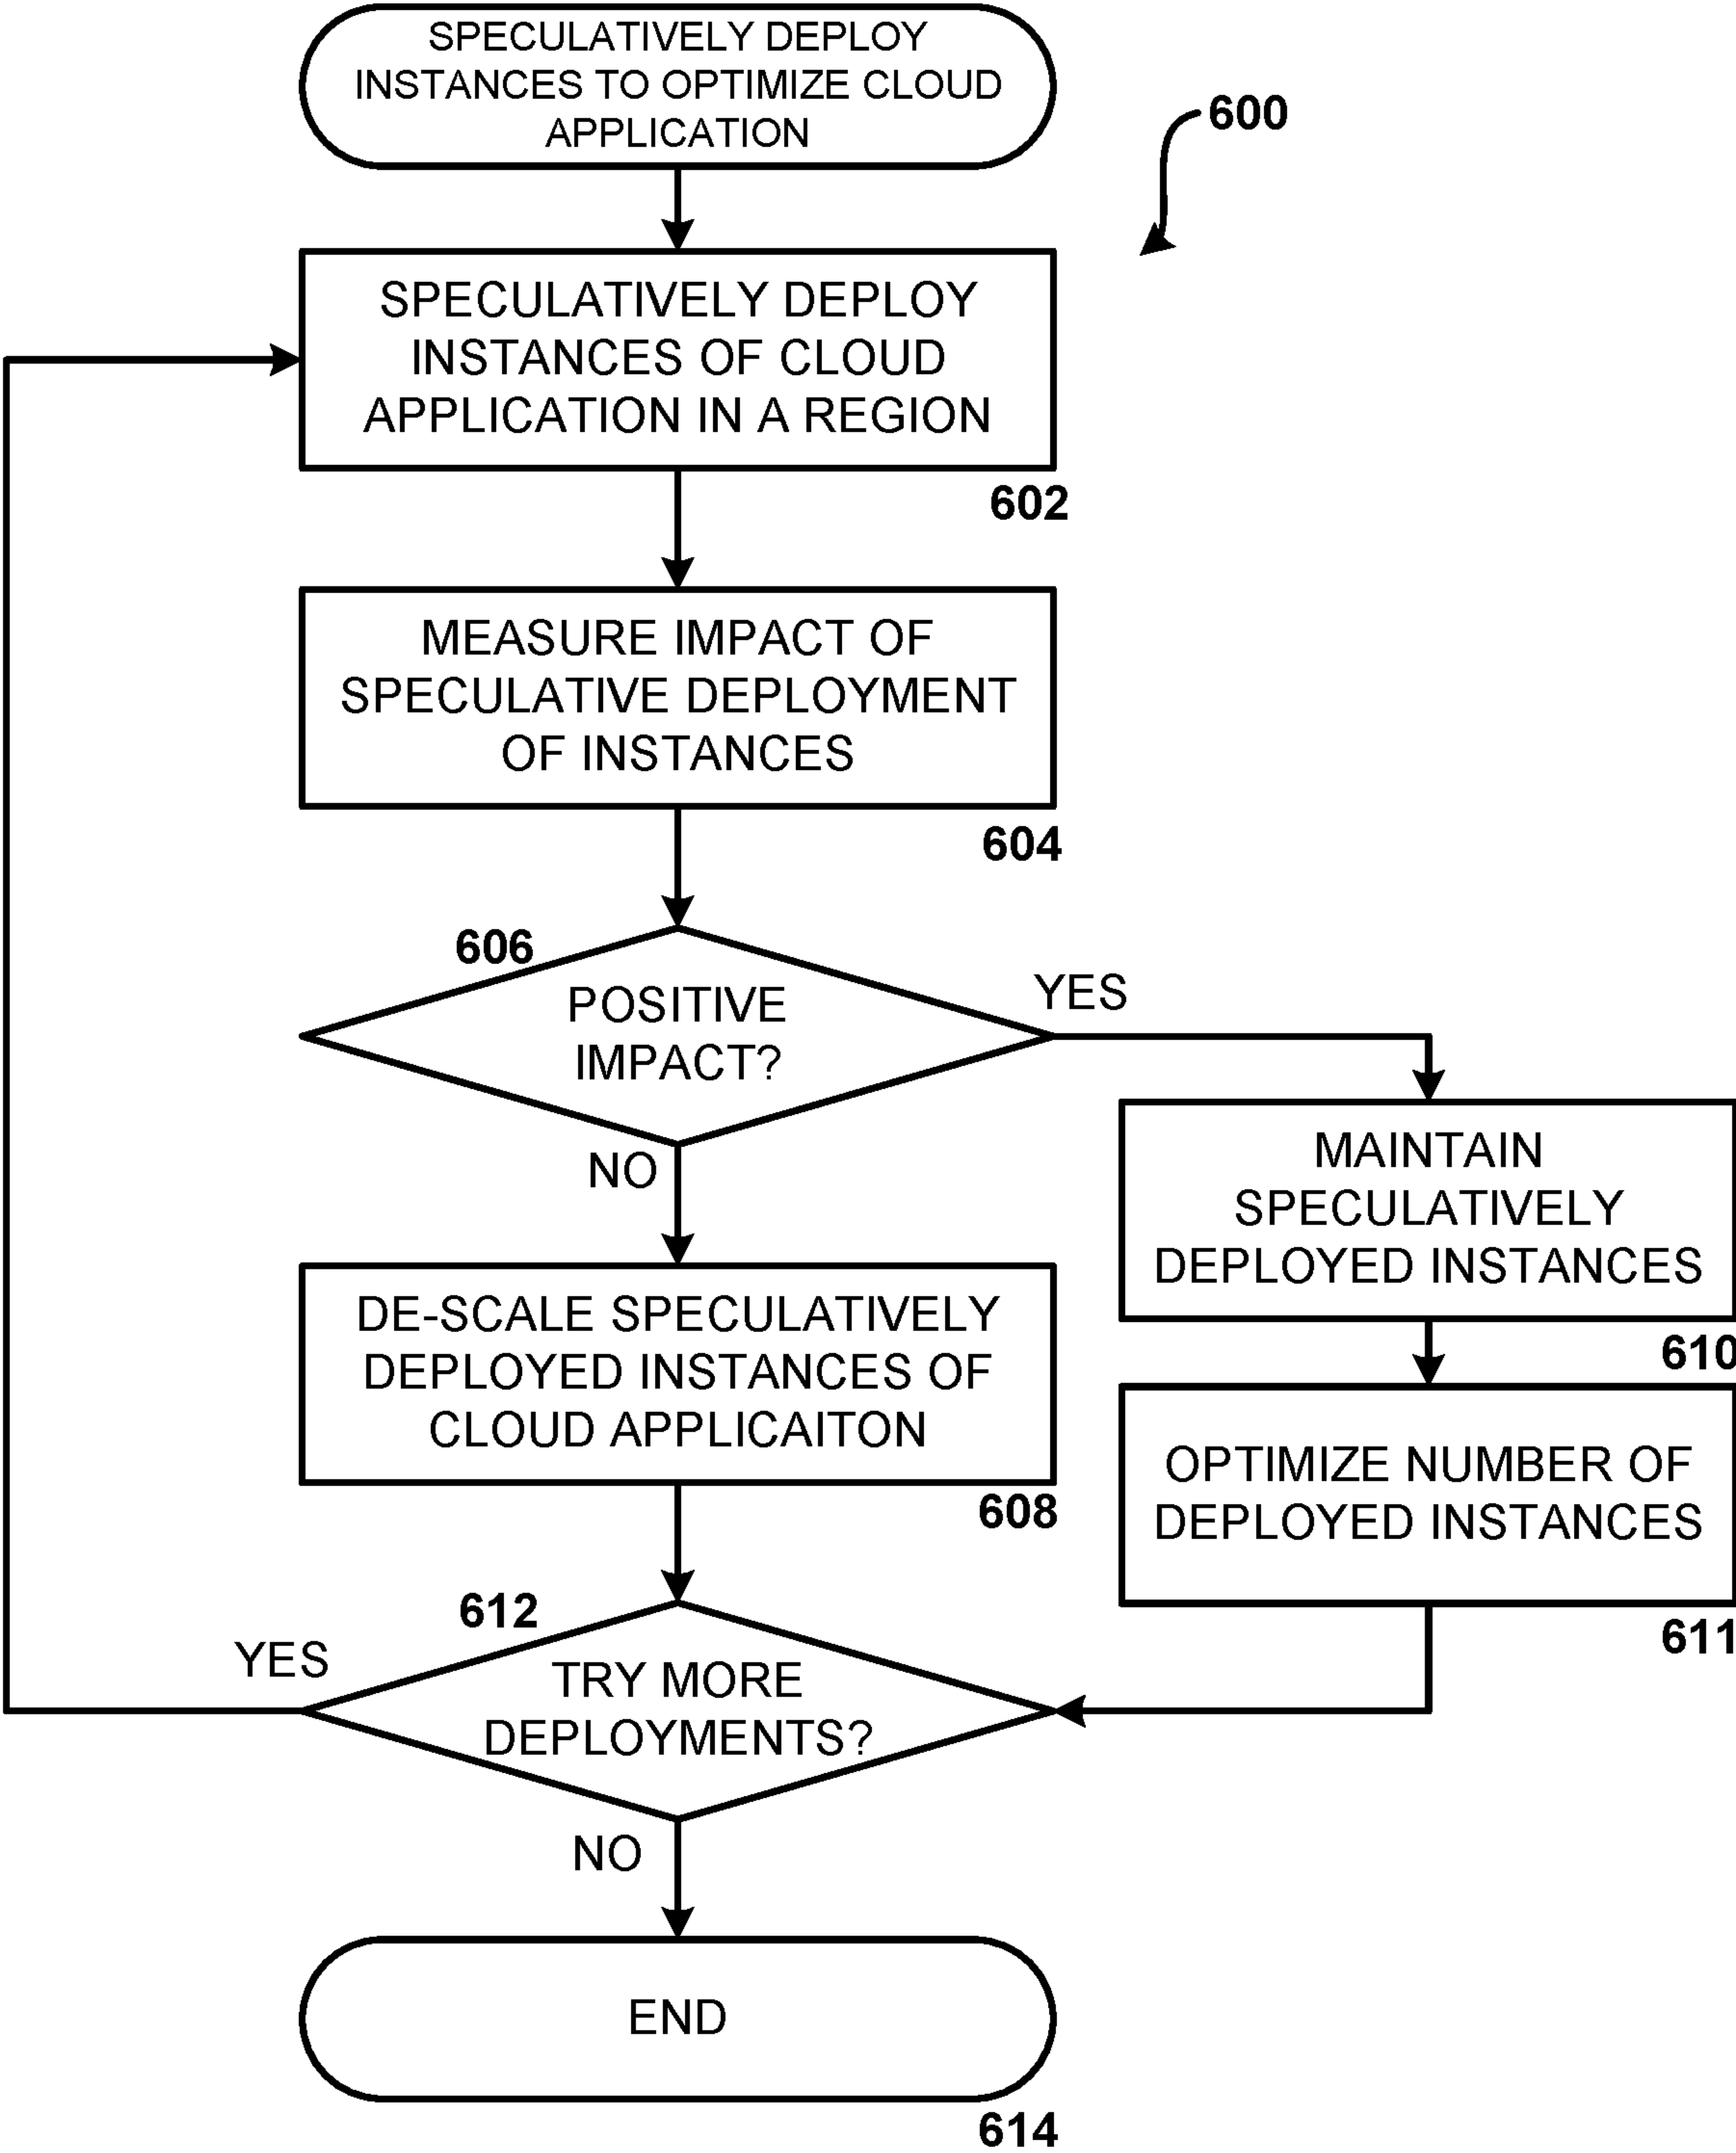 SPECULATIVELY DEPLOY
INSTANCES TO OPTIMIZE CLOUD
APPLICATION
600
SPECULATIVELY DEPLOY
INSTANCES OF CLOUD
APPLICATION IN A REGION
602
MEASURE IMPACT OF
SPECULATIVE DEPLOYMENT
OF INSTANCES
604
606
POSITIVE
IMPACT?
YES
NO
MAINTAIN
SPECULATIVELY
DEPLOYED INSTANCES
610
DE-SCALE SPECULATIVELY
DEPLOYED INSTANCES OF
CLOUD APPLICAITON
608
OPTIMIZE NUMBER OF
DEPLOYED INSTANCES
611
612
YES
TRY MORE
DEPLOYMENTS?
NO
END
614